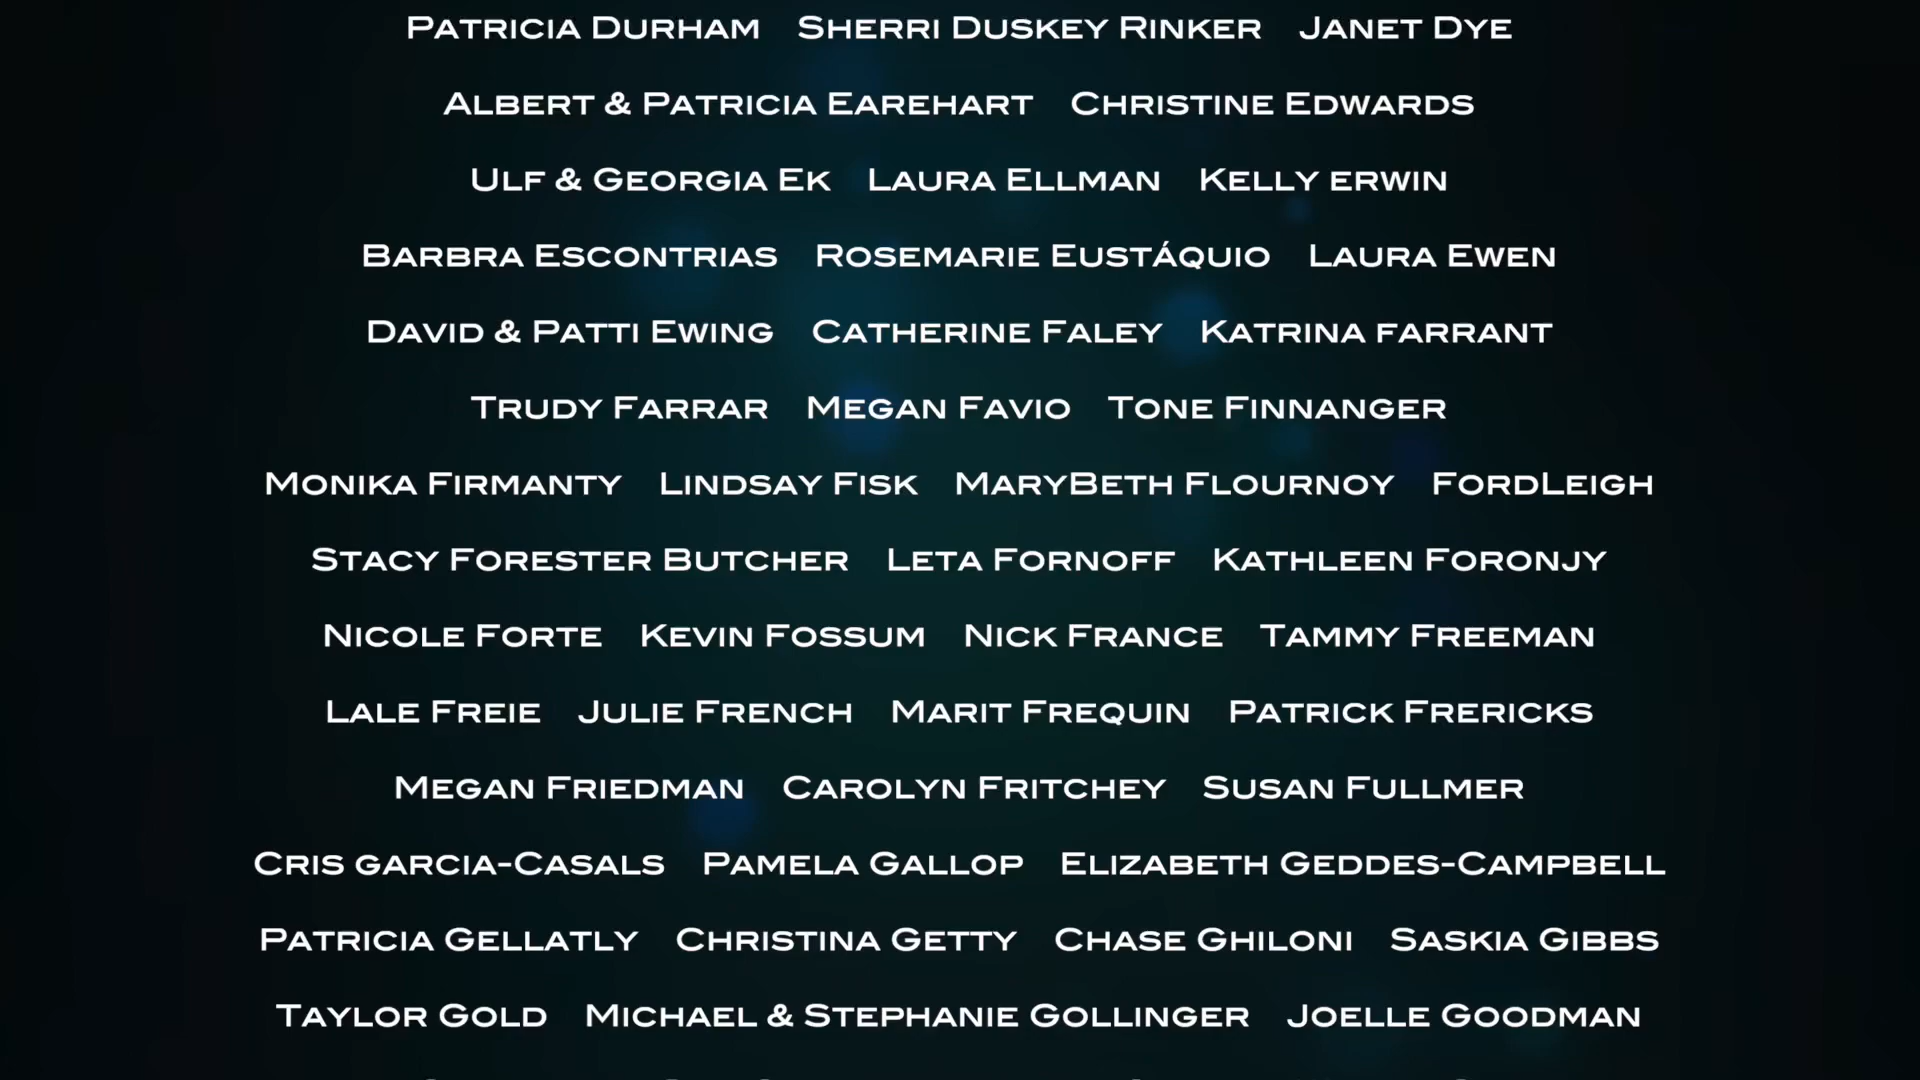 Patricia Durham Sherri Duskey Rinker Janet Dye
Albert & Patricia Earehart Christine Edwards
Ulf & Georgia Ek Laura Ellman Kelly erwin
Barbra Escontrias Rosemarie Eustáquio Laura Ewen
David & Patti Ewing Catherine Faley Katrina farrant
Trudy Farrar Megan Favio Tone Finnanger
Monika Firmanty Lindsay Fisk MaryBeth Flournoy FordLeigh
Stacy Forester Butcher Leta Fornoff Kathleen Foronjy
Nicole Forte Kevin Fossum Nick France Tammy Freeman
Lale Freie Julie French Marit Frequin Patrick Frericks
Megan Friedman Carolyn Fritchey Susan Fullmer
Cris garcia-Casals Pamela Gallop Elizabeth Geddes-Campbell
Patricia Gellatly Christina Getty Chase Ghiloni Saskia Gibbs
Taylor Gold Michael & Stephanie Gollinger Joelle Goodman